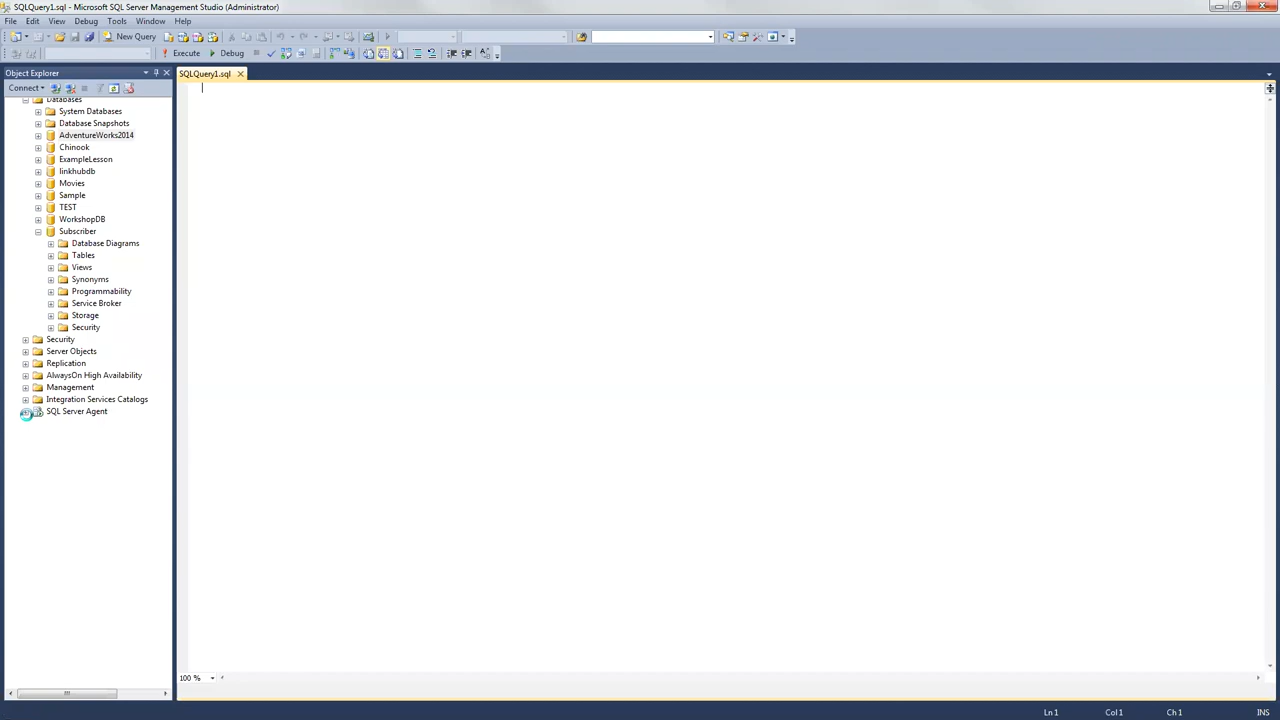 SQLQuery1.sql - Microsoft SQL Server Management Studio (Administrator)
File Edit View Debug Tools Window Help
New Query
Execute Debug
Object Explorer
SQLQuery1.sql
Connect
Databases
System Databases
Database Snapshots
AdventureWorks2014
Chinook
ExampleLesson
linkhubdb
Movies
Sample
TEST
WorkshopDB
Subscriber
Database Diagrams
Tables
Views
Synonyms
Programmability
Service Broker
Storage
Security
Security
Server Objects
Replication
AlwaysOn High Availability
Management
Integration Services Catalogs
SQL Server Agent
100 %
Ln 1 Col 1 Ch 1 INS